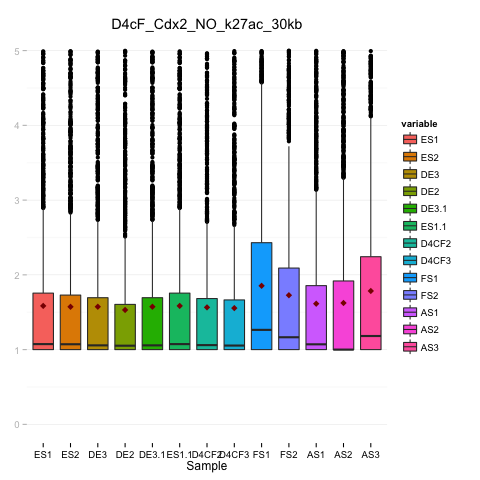 D4cF_Cdx2_NO_k27ac_30kb
5
4
3
2
1
0
ES1 ES2 DE3 DE2 DE3.1 ES1.1 D4CF2 D4CF3 FS1 FS2 AS1 AS2 AS3
Sample
variable
ES1
ES2
DE3
DE2
DE3.1
ES1.1
D4CF2
D4CF3
FS1
FS2
AS1
AS2
AS3